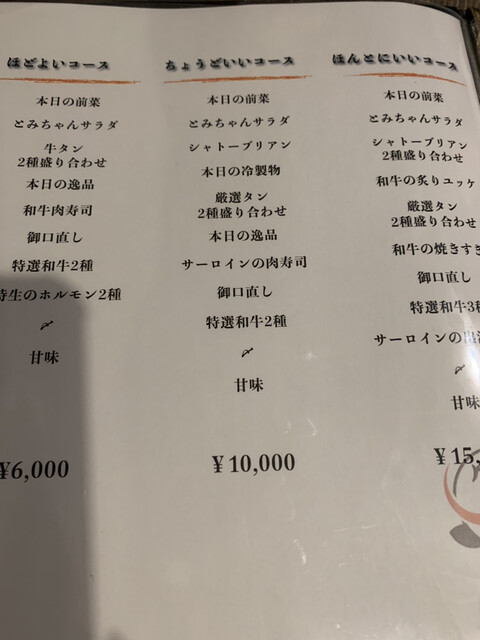 ほどよいコース
本日の前菜
とみちゃんサラダ
牛タン
2種盛り合わせ
本日の逸品
和牛肉寿司
御口直し
特選和牛2種
特生のホルモン2種
〆
甘味
¥6,000
ちょうどいいコース
本日の前菜
とみちゃんサラダ
シャトーブリアン
本日の冷製物
厳選タン
2種盛り合わせ
本日の逸品
サーロインの肉寿司
御口直し
特選和牛2種
〆
甘味
¥10,000
ほんとにいいコース
本日の前菜
とみちゃんサラダ
シャトーブリアン
2種盛り合わせ
和牛の炙りユッケ
厳選タン
2種盛り合わせ
和牛の焼きすき
御口直し
特選和牛3種
サーロインの
〆
甘味
¥15,